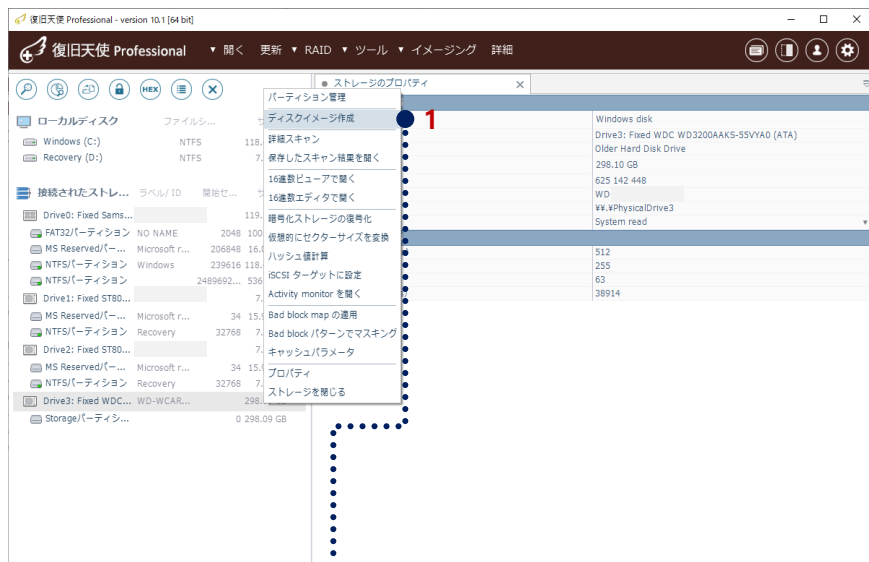 復旧天使 Professional - version 10.1 [64 bit]
復旧天使 Professional ▼ 開く 更新 ▼ RAID ▼ ツール ▼ イメージング 詳細
HEX
ローカルディスク ファイルシ... サ
Windows (C:) NTFS 118.
Recovery (D:) NTFS 7.
接続されたストレ... ラベル/ ID 開始セ... サ
Drive0: Fixed Sams... 119.
FAT32パーティション NO NAME 2048 100
MS Reservedパー... Microsoft r... 206848 16.0
NTFSパーティション Windows 239616 118.
NTFSパーティション 2489692... 536
Drive1: Fixed ST80... 7.
MS Reservedパー... Microsoft r... 34 15.9
NTFSパーティション Recovery 32768 7.
Drive2: Fixed ST80... 7.
MS Reservedパー... Microsoft r... 34 15.9
NTFSパーティション Recovery 32768 7.
Drive3: Fixed WDC... WD-WCAR... 298.
Storageパーティシ... 0 298.09 GB
パーティション管理
ディスクイメージ作成 1
詳細スキャン
保存したスキャン結果を開く
16進数ビューアで開く
16進数エディタで開く
暗号化ストレージの復号化
仮想的にセクターサイズを変換
ハッシュ値計算
iSCSI ターゲットに設定
Activity monitor を開く
Bad block map の適用
Bad block パターンでマスキング
キャッシュパラメータ
プロパティ
ストレージを閉じる
ストレージのプロパティ
Windows disk
Drive3: Fixed WDC WD3200AAKS-55VYA0 (ATA)
Older Hard Disk Drive
298.10 GB
625 142 448
WD
¥¥.¥PhysicalDrive3
System read
512
255
63
38914